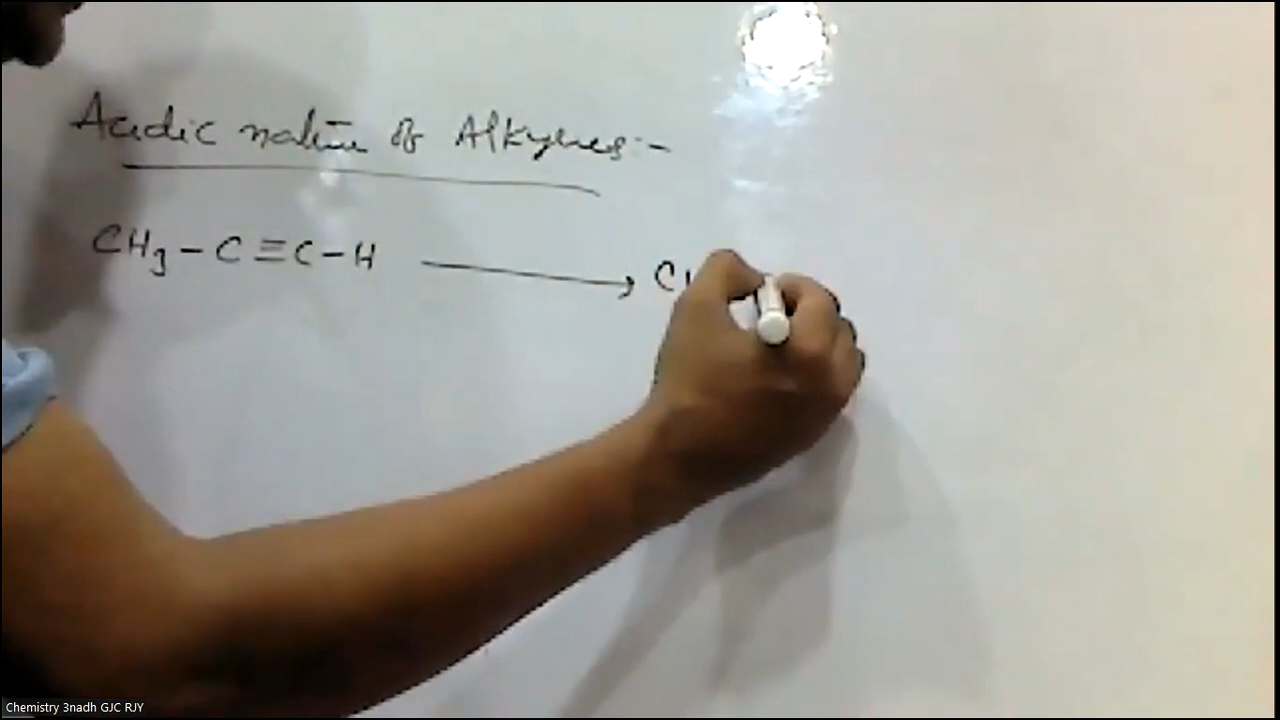 Acidic nature of Alkynes:-
CH3-C≡C-H ⟶ C
Chemistry 3nadh GJC RJY